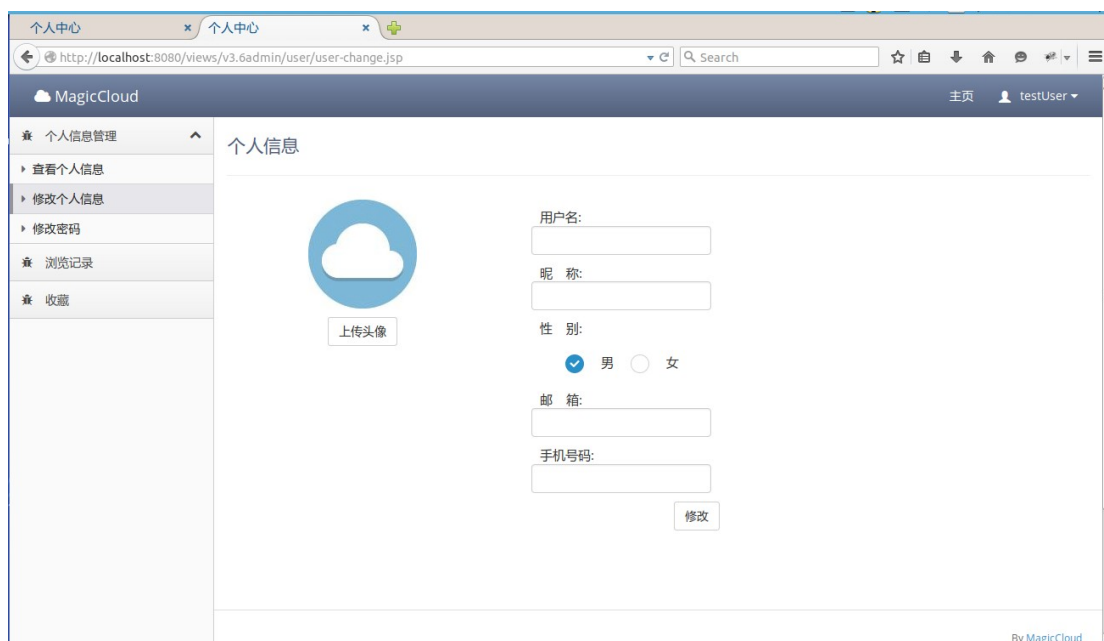 个人中心
个人中心
http://localhost:8080/views/v3.6admin/user/user-change.jsp
Search
MagicCloud
主页
testUser
个人信息管理
查看个人信息
修改个人信息
修改密码
浏览记录
收藏
个人信息
上传头像
用户名:
昵 称:
性 别:
男 女
邮 箱:
手机号码:
修改
By MagicCloud